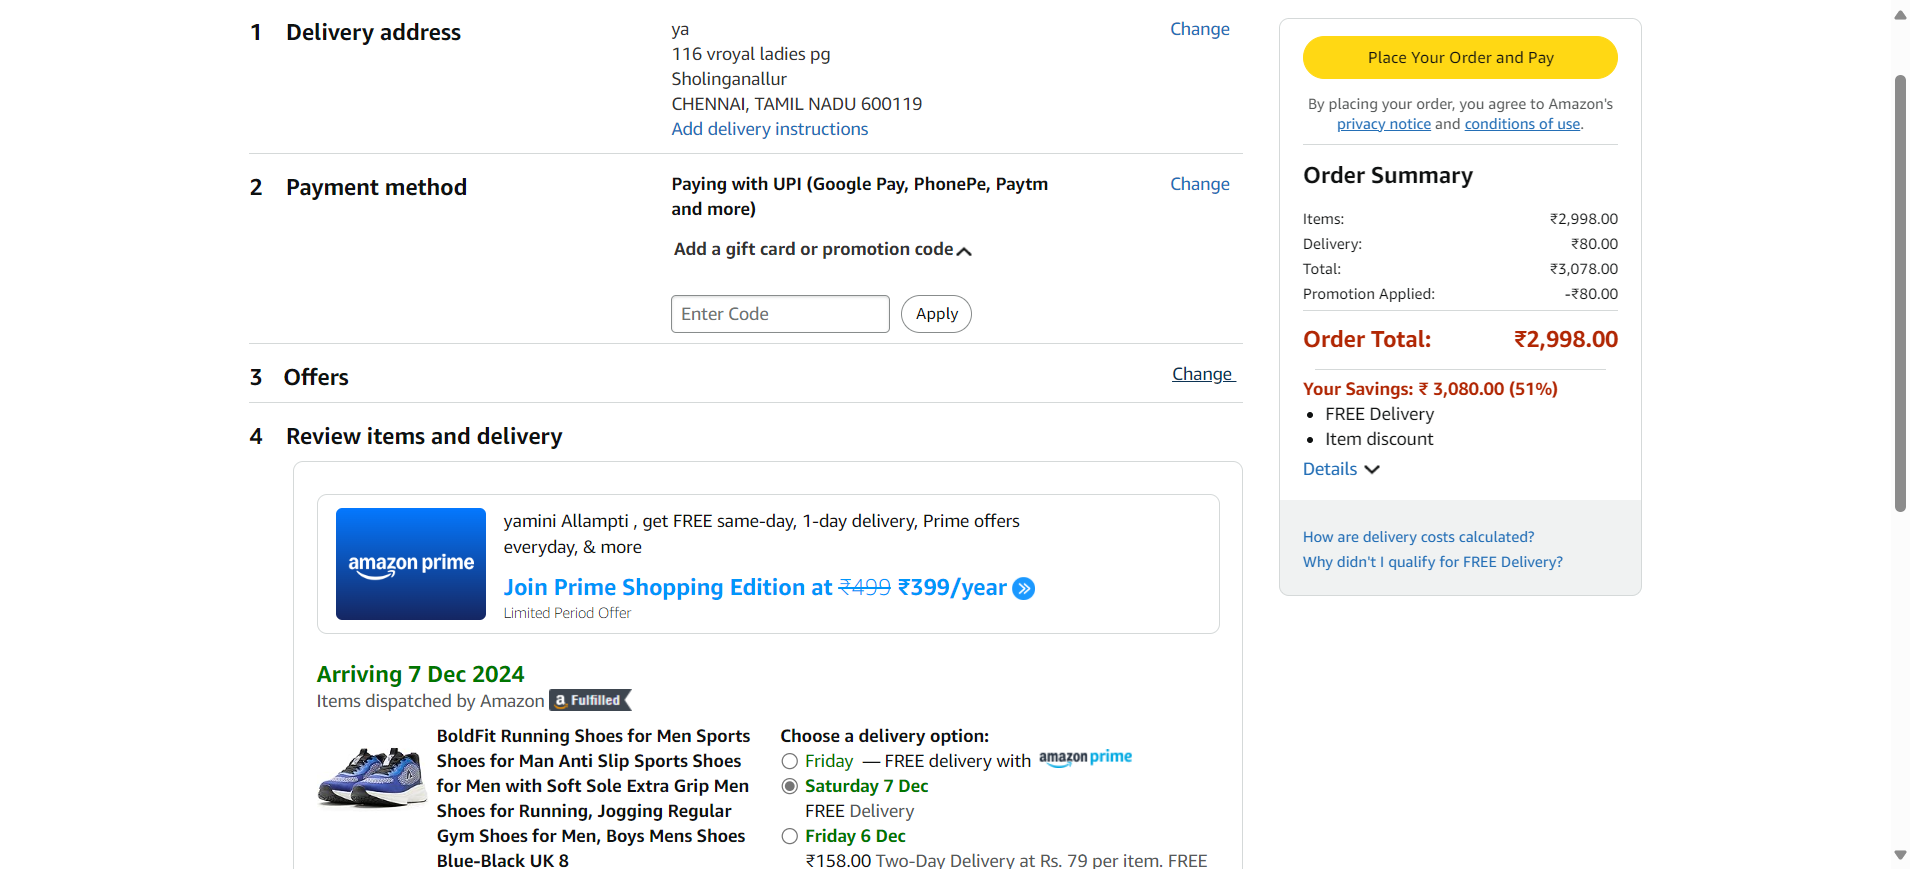 1 Delivery address
ya
Change
116 vroyal ladies pg
Sholinganallur
CHENNAI, TAMIL NADU 600119
Add delivery instructions
2 Payment method
Paying with UPI (Google Pay, PhonePe, Paytm
and more)
Change
Add a gift card or promotion code
Enter Code
Apply
3 Offers
Change
4 Review items and delivery
amazon prime
yamini Allampti , get FREE same-day, 1-day delivery, Prime offers
everyday, & more
Join Prime Shopping Edition at ₹499 ₹399/year
Limited Period Offer
Arriving 7 Dec 2024
Items dispatched by Amazon a Fulfilled
BoldFit Running Shoes for Men Sports
Shoes for Man Anti Slip Sports Shoes
for Men with Soft Sole Extra Grip Men
Shoes for Running, Jogging Regular
Gym Shoes for Men, Boys Mens Shoes
Blue-Black UK 8
Choose a delivery option:
Friday — FREE delivery with amazon prime
Saturday 7 Dec
FREE Delivery
Friday 6 Dec
₹158.00 Two-Day Delivery at Rs. 79 per item. FREE
Place Your Order and Pay
By placing your order, you agree to Amazon's
privacy notice and conditions of use.
Order Summary
Items: ₹2,998.00
Delivery: ₹80.00
Total: ₹3,078.00
Promotion Applied: -₹80.00
Order Total: ₹2,998.00
Your Savings: ₹ 3,080.00 (51%)
• FREE Delivery
• Item discount
Details
How are delivery costs calculated?
Why didn't I qualify for FREE Delivery?